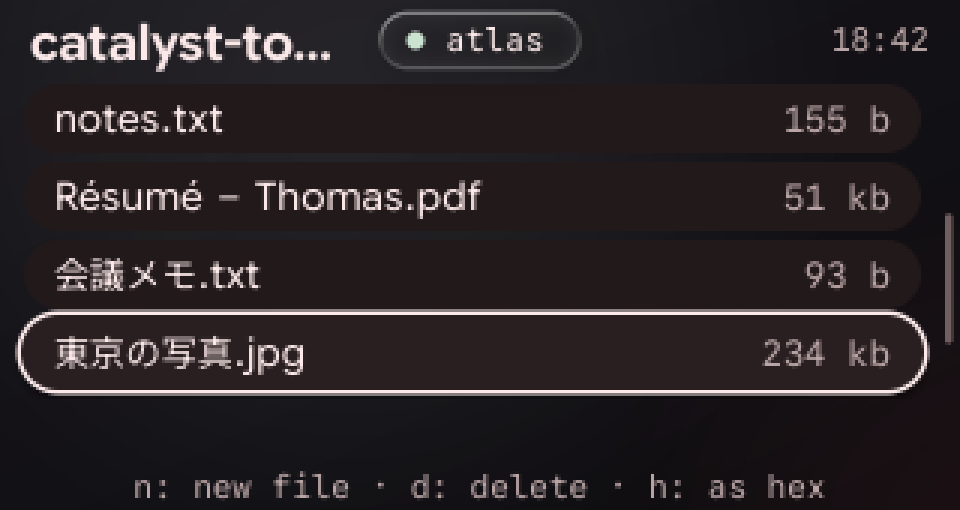 catalyst-to... atlas 18:42
notes.txt 155 b
Résumé – Thomas.pdf 51 kb
会議メモ.txt 93 b
東京の写真.jpg 234 kb
n: new file · d: delete · h: as hex